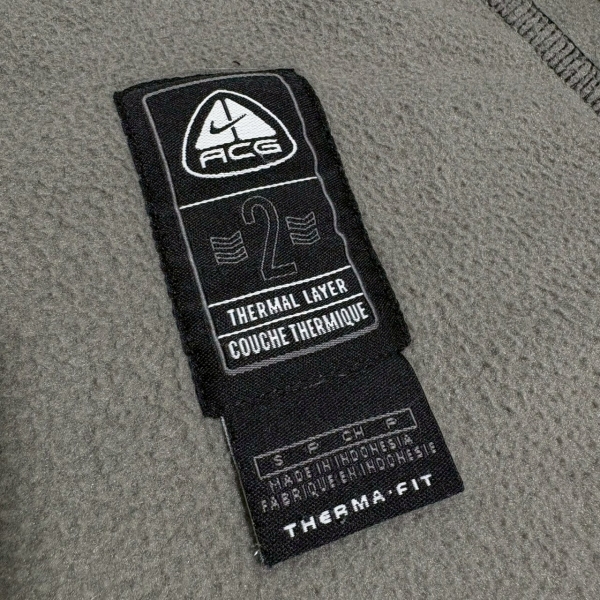 ACG
2
THERMAL LAYER
COUCHE THERMIQUE
S P CH P
MADE IN INDONESIA
FABRIQUE EN INDONESIE
THERMA·FIT